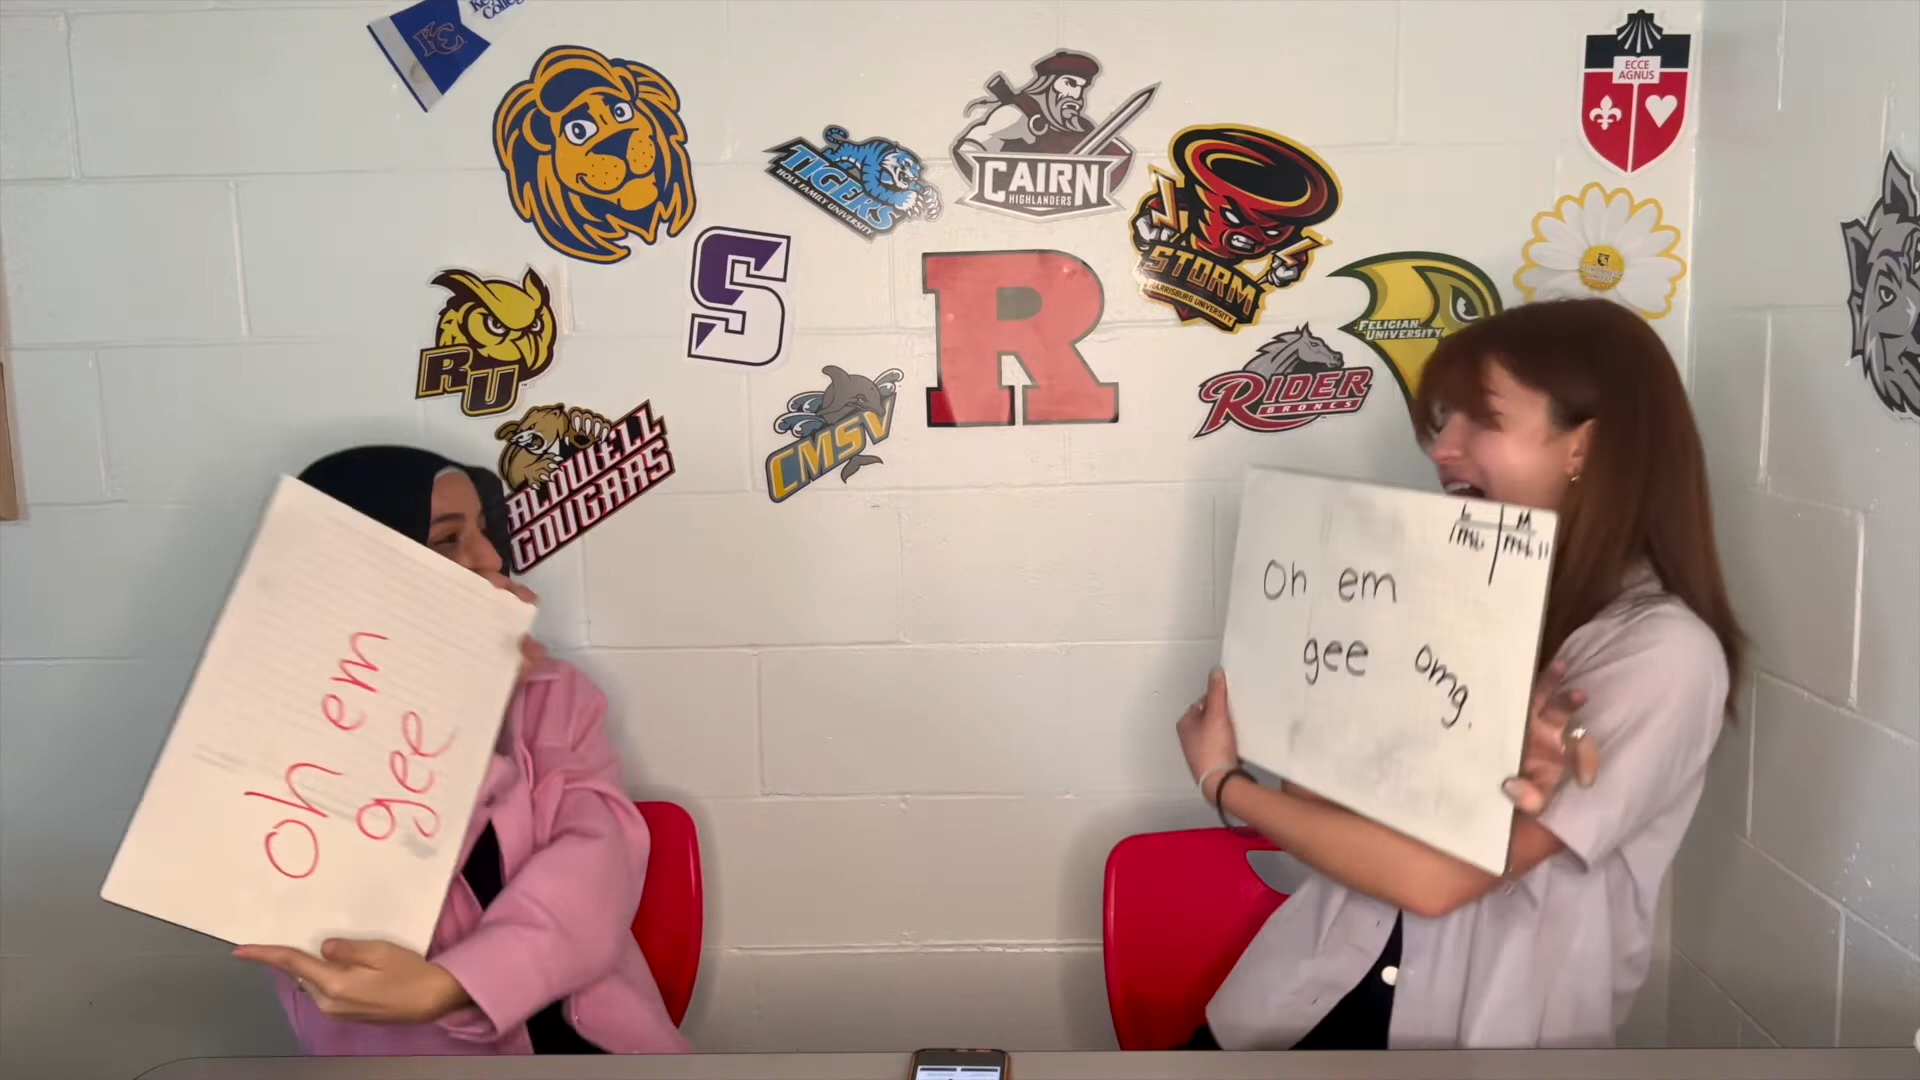 KC
ECCE
AGNUS
TIGERS
HOLY FAMILY UNIVERSITY
CAIRN
HIGHLANDERS
STORM
HARRISBURG UNIVERSITY
S
R
RU
FELICIAN
UNIVERSITY
RIDER
BRONCS
CMSV
ALDWELL
COUGARS
oh em
gee
oh em
gee omg.
L M